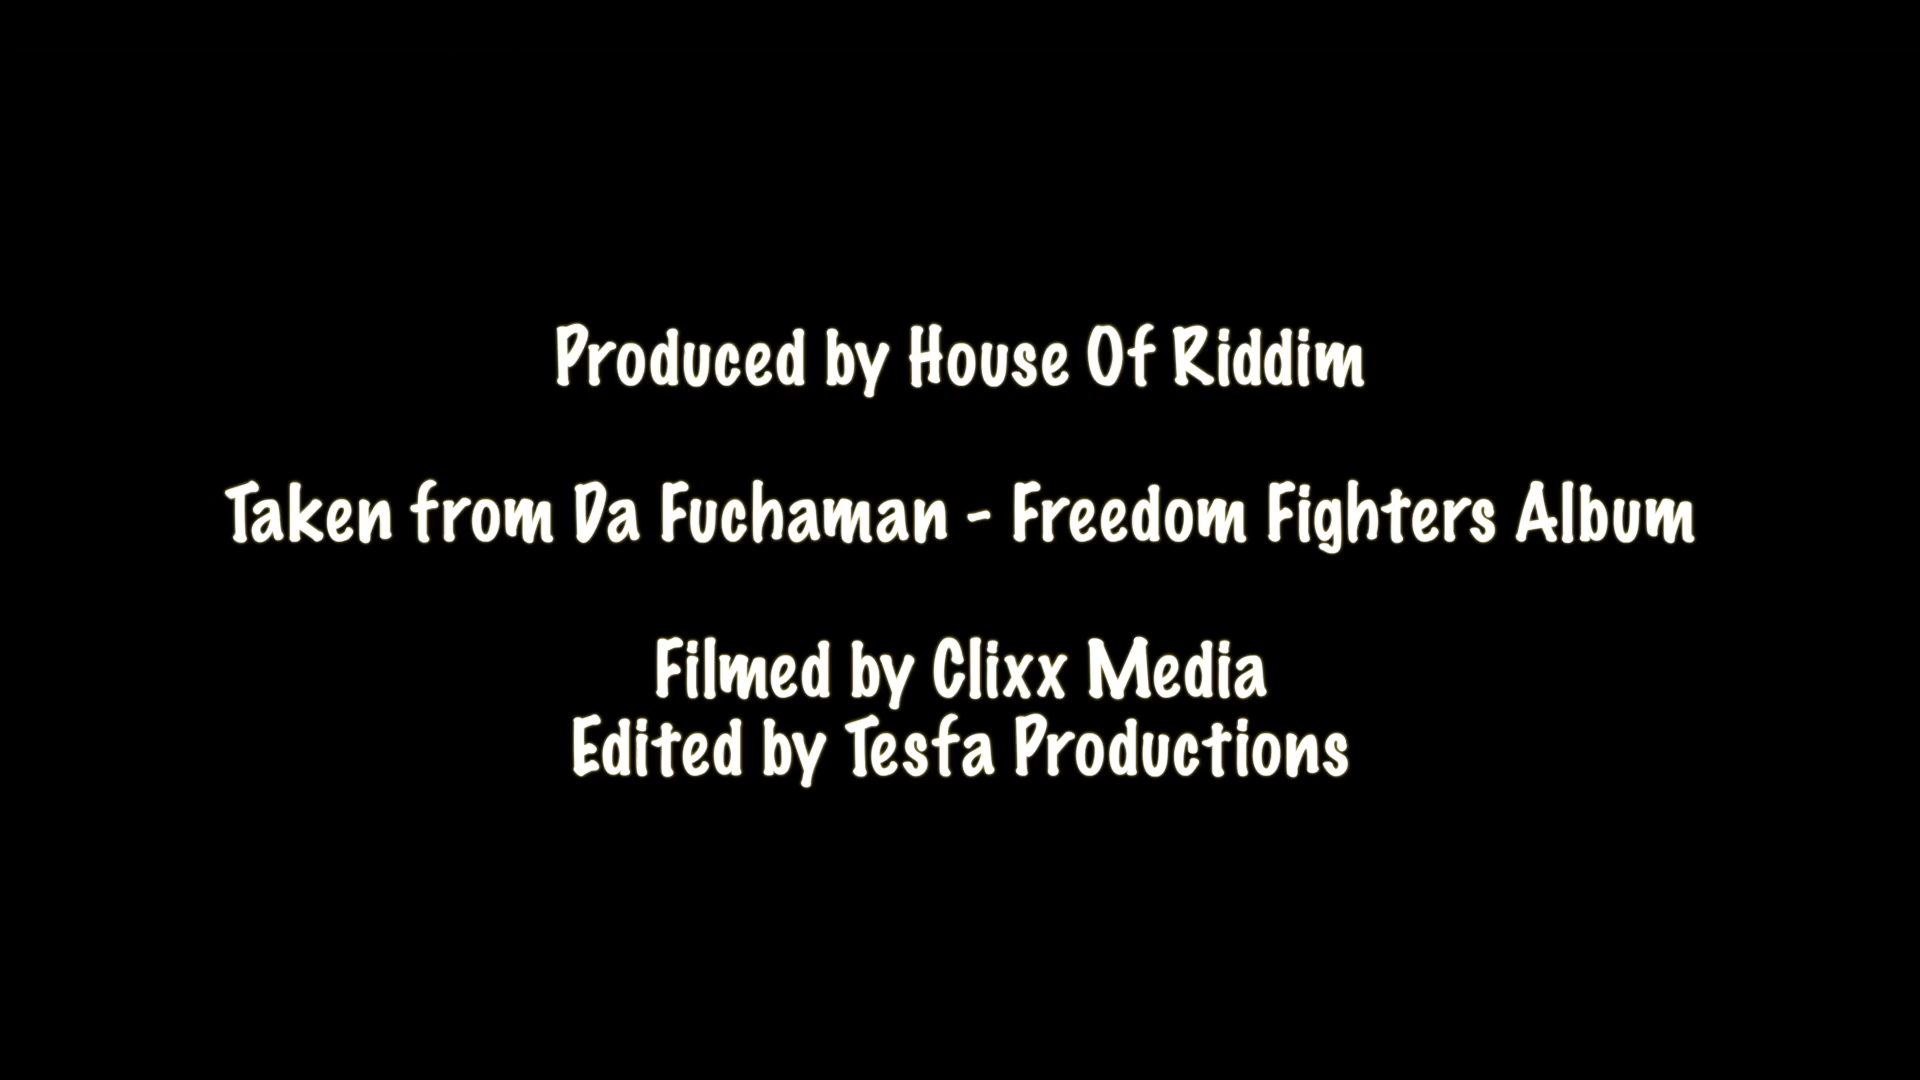 Produced by House Of Riddim
Taken from Da Fuchaman - Freedom Fighters Album
Filmed by Clixx Media
Edited by Tesfa Productions